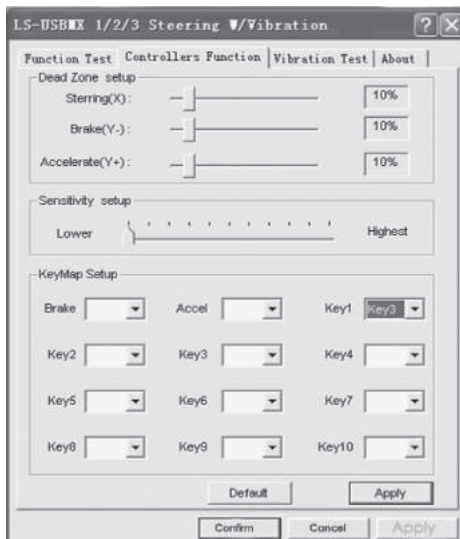 LS-USBMX 1/2/3 Steering W/Vibration ? X
Function Test Controllers Function Vibration Test About
Dead Zone setup
Sterring(X): 10%
Brake(Y-): 10%
Accelerate(Y+): 10%
Sensitivity setup
Lower Highest
KeyMap Setup
Brake Accel Key1 Key3
Key2 Key3 Key4
Key5 Key6 Key7
Key8 Key9 Key10
Default Apply
Confirm Cancel Apply